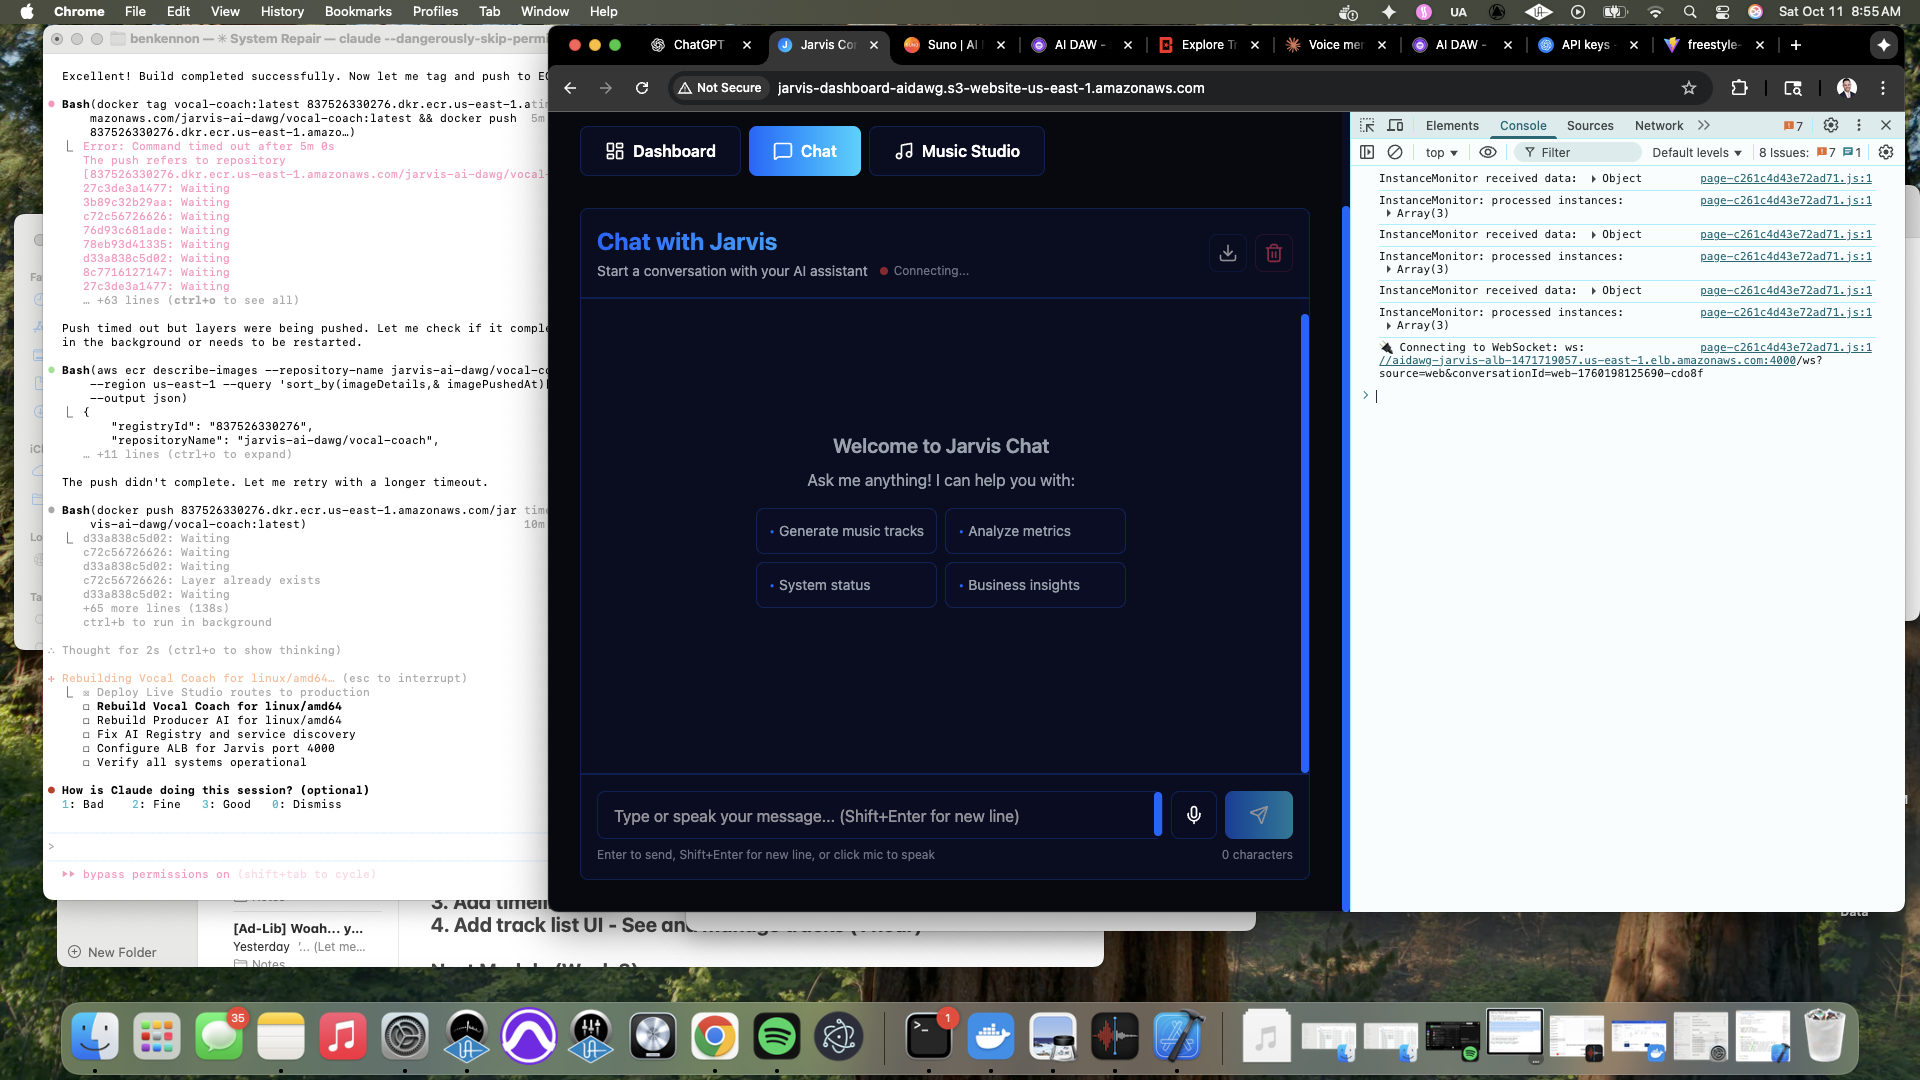 Chrome File Edit View History Bookmarks Profiles Tab Window Help
UA
Sat Oct 11 8:55 AM
benkennon — ✳ System Repair — claude --dangerously-skip-perm
Excellent! Build completed successfully. Now let me tag and push to EC
Bash(docker tag vocal-coach:latest 837526330276.dkr.ecr.us-east-1.a
mazonaws.com/jarvis-ai-dawg/vocal-coach:latest && docker push 5m
837526330276.dkr.ecr.us-east-1.amazo…)
Error: Command timed out after 5m 0s
The push refers to repository
[837526330276.dkr.ecr.us-east-1.amazonaws.com/jarvis-ai-dawg/vocal-
27c3de3a1477: Waiting
3b89c32b29aa: Waiting
c72c56726626: Waiting
76d93c681ade: Waiting
78eb93d41335: Waiting
d33a838c5d02: Waiting
8c7716127147: Waiting
27c3de3a1477: Waiting
… +63 lines (ctrl+o to see all)
Push timed out but layers were being pushed. Let me check if it comple
in the background or needs to be restarted.
Bash(aws ecr describe-images --repository-name jarvis-ai-dawg/vocal-co
--region us-east-1 --query 'sort_by(imageDetails,& imagePushedAt)
--output json)
{
"registryId": "837526330276",
"repositoryName": "jarvis-ai-dawg/vocal-coach",
… +11 lines (ctrl+o to expand)
The push didn't complete. Let me retry with a longer timeout.
Bash(docker push 837526330276.dkr.ecr.us-east-1.amazonaws.com/jar time
vis-ai-dawg/vocal-coach:latest) 10m
d33a838c5d02: Waiting
c72c56726626: Waiting
d33a838c5d02: Waiting
c72c56726626: Layer already exists
d33a838c5d02: Waiting
+65 more lines (138s)
ctrl+b to run in background
∴ Thought for 2s (ctrl+o to show thinking)
Rebuilding Vocal Coach for linux/amd64… (esc to interrupt)
☒ Deploy Live Studio routes to production
☐ Rebuild Vocal Coach for linux/amd64
☐ Rebuild Producer AI for linux/amd64
☐ Fix AI Registry and service discovery
☐ Configure ALB for Jarvis port 4000
☐ Verify all systems operational
How is Claude doing this session? (optional)
1: Bad 2: Fine 3: Good 0: Dismiss
>
bypass permissions on (shift+tab to cycle)
3. Add timeli
4. Add track list UI - See an
[Ad-Lib] Woah... y...
Yesterday '... (Let me...
Notes
New Folder
ChatGPT
Jarvis Co
Suno | AI
AI DAW -
Explore T
Voice me
AI DAW -
API keys
freestyle-
Not Secure
jarvis-dashboard-aidawg.s3-website-us-east-1.amazonaws.com
Dashboard
Chat
Music Studio
Chat with Jarvis
Start a conversation with your AI assistant Connecting...
Welcome to Jarvis Chat
Ask me anything! I can help you with:
• Generate music tracks
• Analyze metrics
• System status
• Business insights
Type or speak your message... (Shift+Enter for new line)
Enter to send, Shift+Enter for new line, or click mic to speak
0 characters
Elements Console Sources Network 7
top Filter Default levels 8 Issues: 7 1
InstanceMonitor received data: Object page-c261c4d43e72ad71.js:1
InstanceMonitor: processed instances: page-c261c4d43e72ad71.js:1
Array(3)
InstanceMonitor received data: Object page-c261c4d43e72ad71.js:1
InstanceMonitor: processed instances: page-c261c4d43e72ad71.js:1
Array(3)
InstanceMonitor received data: Object page-c261c4d43e72ad71.js:1
InstanceMonitor: processed instances: page-c261c4d43e72ad71.js:1
Array(3)
Connecting to WebSocket: ws: page-c261c4d43e72ad71.js:1
//aidawg-jarvis-alb-1471719057.us-east-1.elb.amazonaws.com:4000/ws?
source=web&conversationId=web-1760198125690-cdo8f
>
Data
35
1